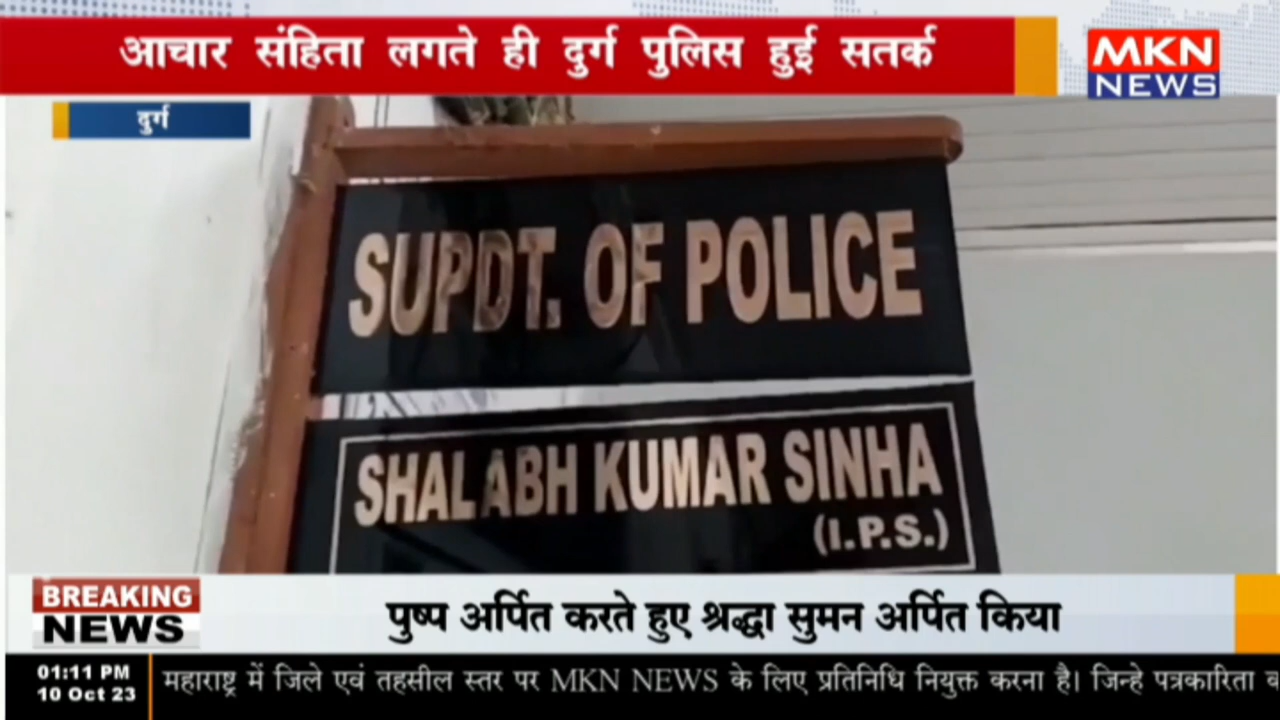 आचार संहिता लगते ही दुर्ग पुलिस हुई सतर्क
MKN
NEWS
दुर्ग
SUPDT. OF POLICE
SHALABH KUMAR SINHA
(I.P.S.)
BREAKING
NEWS
पुष्प अर्पित करते हुए श्रद्धा सुमन अर्पित किया
01:11 PM
10 Oct 23
महाराष्ट्र में जिले एवं तहसील स्तर पर MKN NEWS के लिए प्रतिनिधि नियुक्त करना है। जिन्हे पत्रकारिता